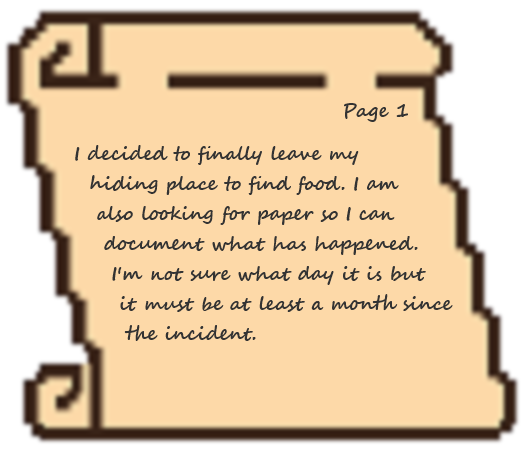 Page 1
I decided to finally leave my
hiding place to find food. I am
also looking for paper so I can
document what has happened.
I'm not sure what day it is but
it must be at least a month since
the incident.